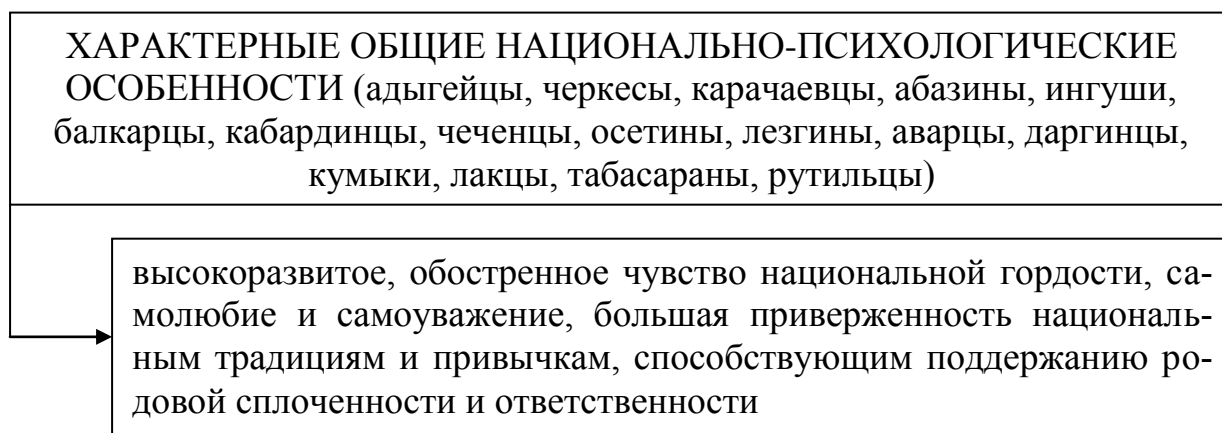 ХАРАКТЕРНЫЕ ОБЩИЕ НАЦИОНАЛЬНО-ПСИХОЛОГИЧЕСКИЕ
ОСОБЕННОСТИ (адыгейцы, черкесы, карачаевцы, абазины, ингуши,
балкарцы, кабардинцы, чеченцы, осетины, лезгины, аварцы, даргинцы,
кумыки, лакцы, табасараны, рутильцы)
высокоразвитое, обостренное чувство национальной гордости, са-
молюбие и самоуважение, большая приверженность националь-
ным традициям и привычкам, способствующим поддержанию ро-
довой сплоченности и ответственности